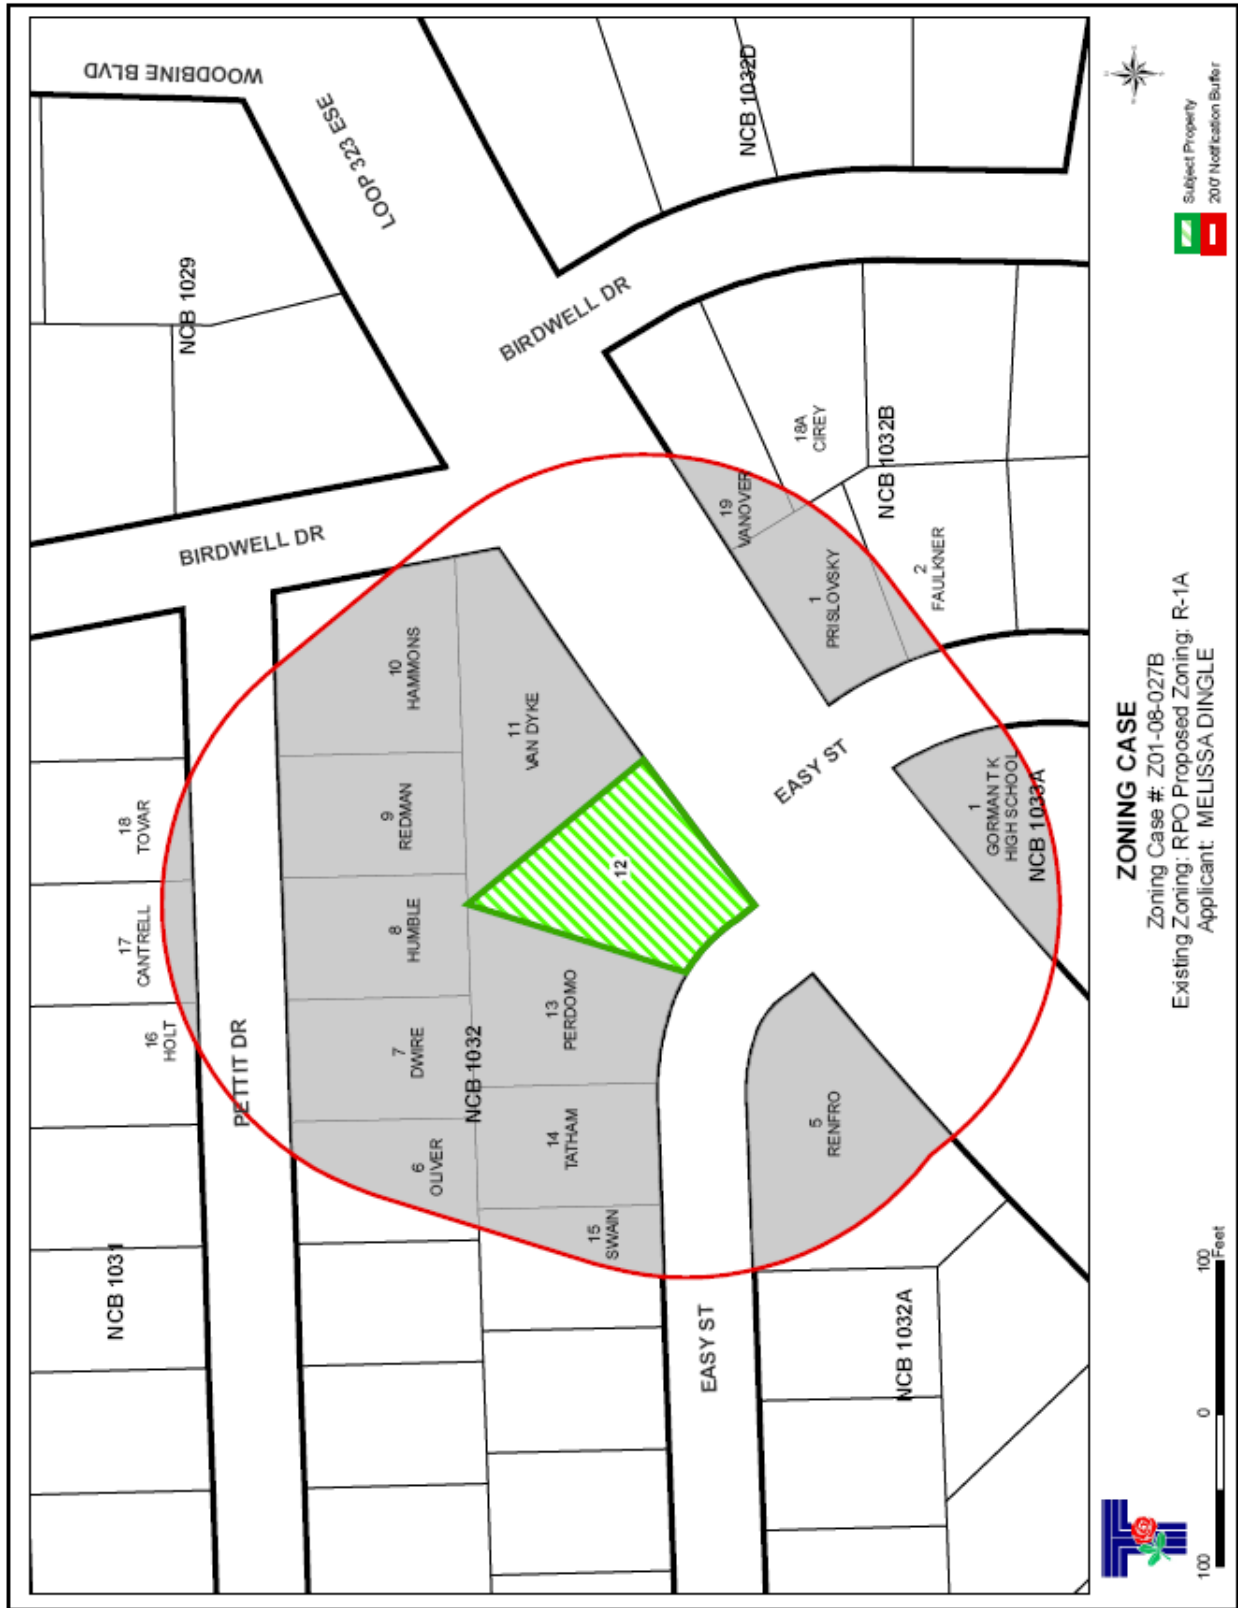 WOODBINE BLVD
LOOP 323 ESE
NCB 1032D
NCB 1029
BIRDWELL DR
BIRDWELL DR
18A
CIREY
NCB 1032B
19
VANOVER
1
PRISLOVSKY
2
FAULKNER
10
HAMMONS
11
VAN DYKE
9
REDMAN
18
TOVAR
EASY ST
1
GORMAN T K
HIGH SCHOOL
NCB 1033A
12
8
HUMBLE
17
CANTRELL
13
PERDOMO
16
HOLT
7
DWIRE
PETTIT DR
NCB 1032
14
TATHAM
5
RENFRO
6
OLIVER
15
SWAIN
NCB 1031
EASY ST
NCB 1032A
ZONING CASE
Zoning Case #: Z01-08-027B
Existing Zoning: RPO Proposed Zoning: R-1A
Applicant: MELISSA DINGLE
Subject Property
200' Notification Buffer
100 0 100
Feet